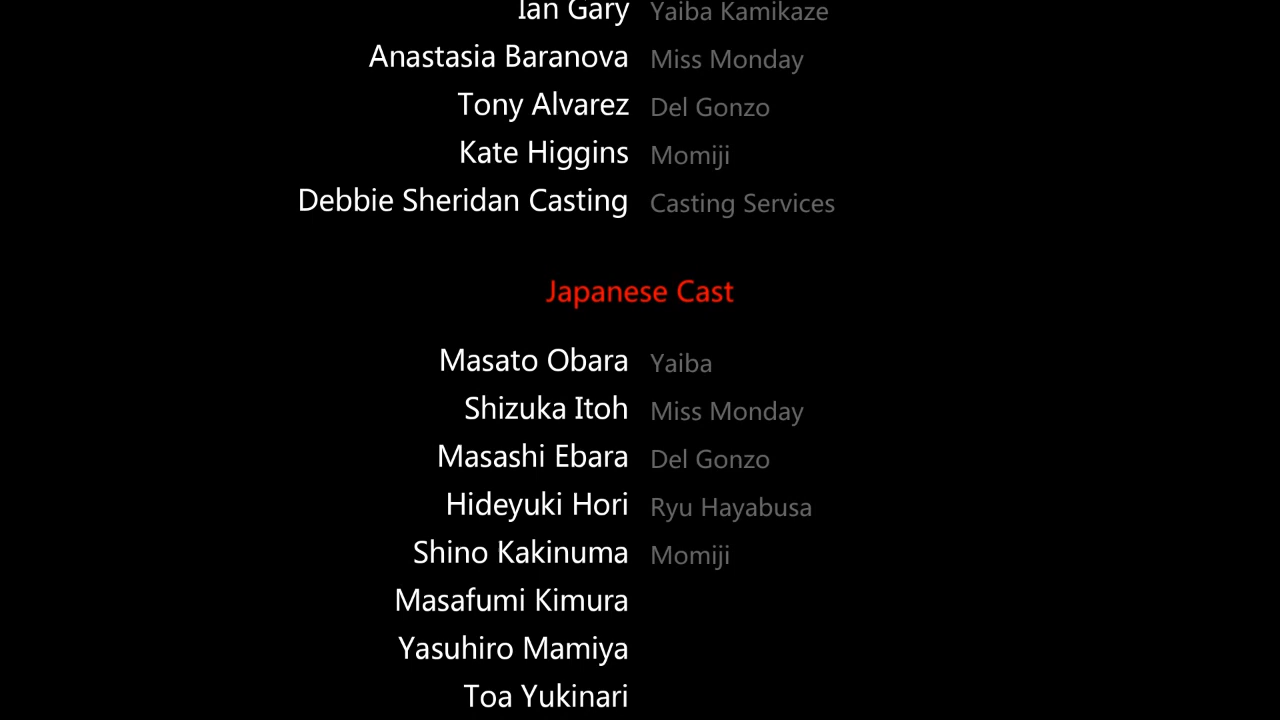 Ian Gary Yaiba Kamikaze
Anastasia Baranova Miss Monday
Tony Alvarez Del Gonzo
Kate Higgins Momiji
Debbie Sheridan Casting Casting Services
Japanese Cast
Masato Obara Yaiba
Shizuka Itoh Miss Monday
Masashi Ebara Del Gonzo
Hideyuki Hori Ryu Hayabusa
Shino Kakinuma Momiji
Masafumi Kimura
Yasuhiro Mamiya
Toa Yukinari